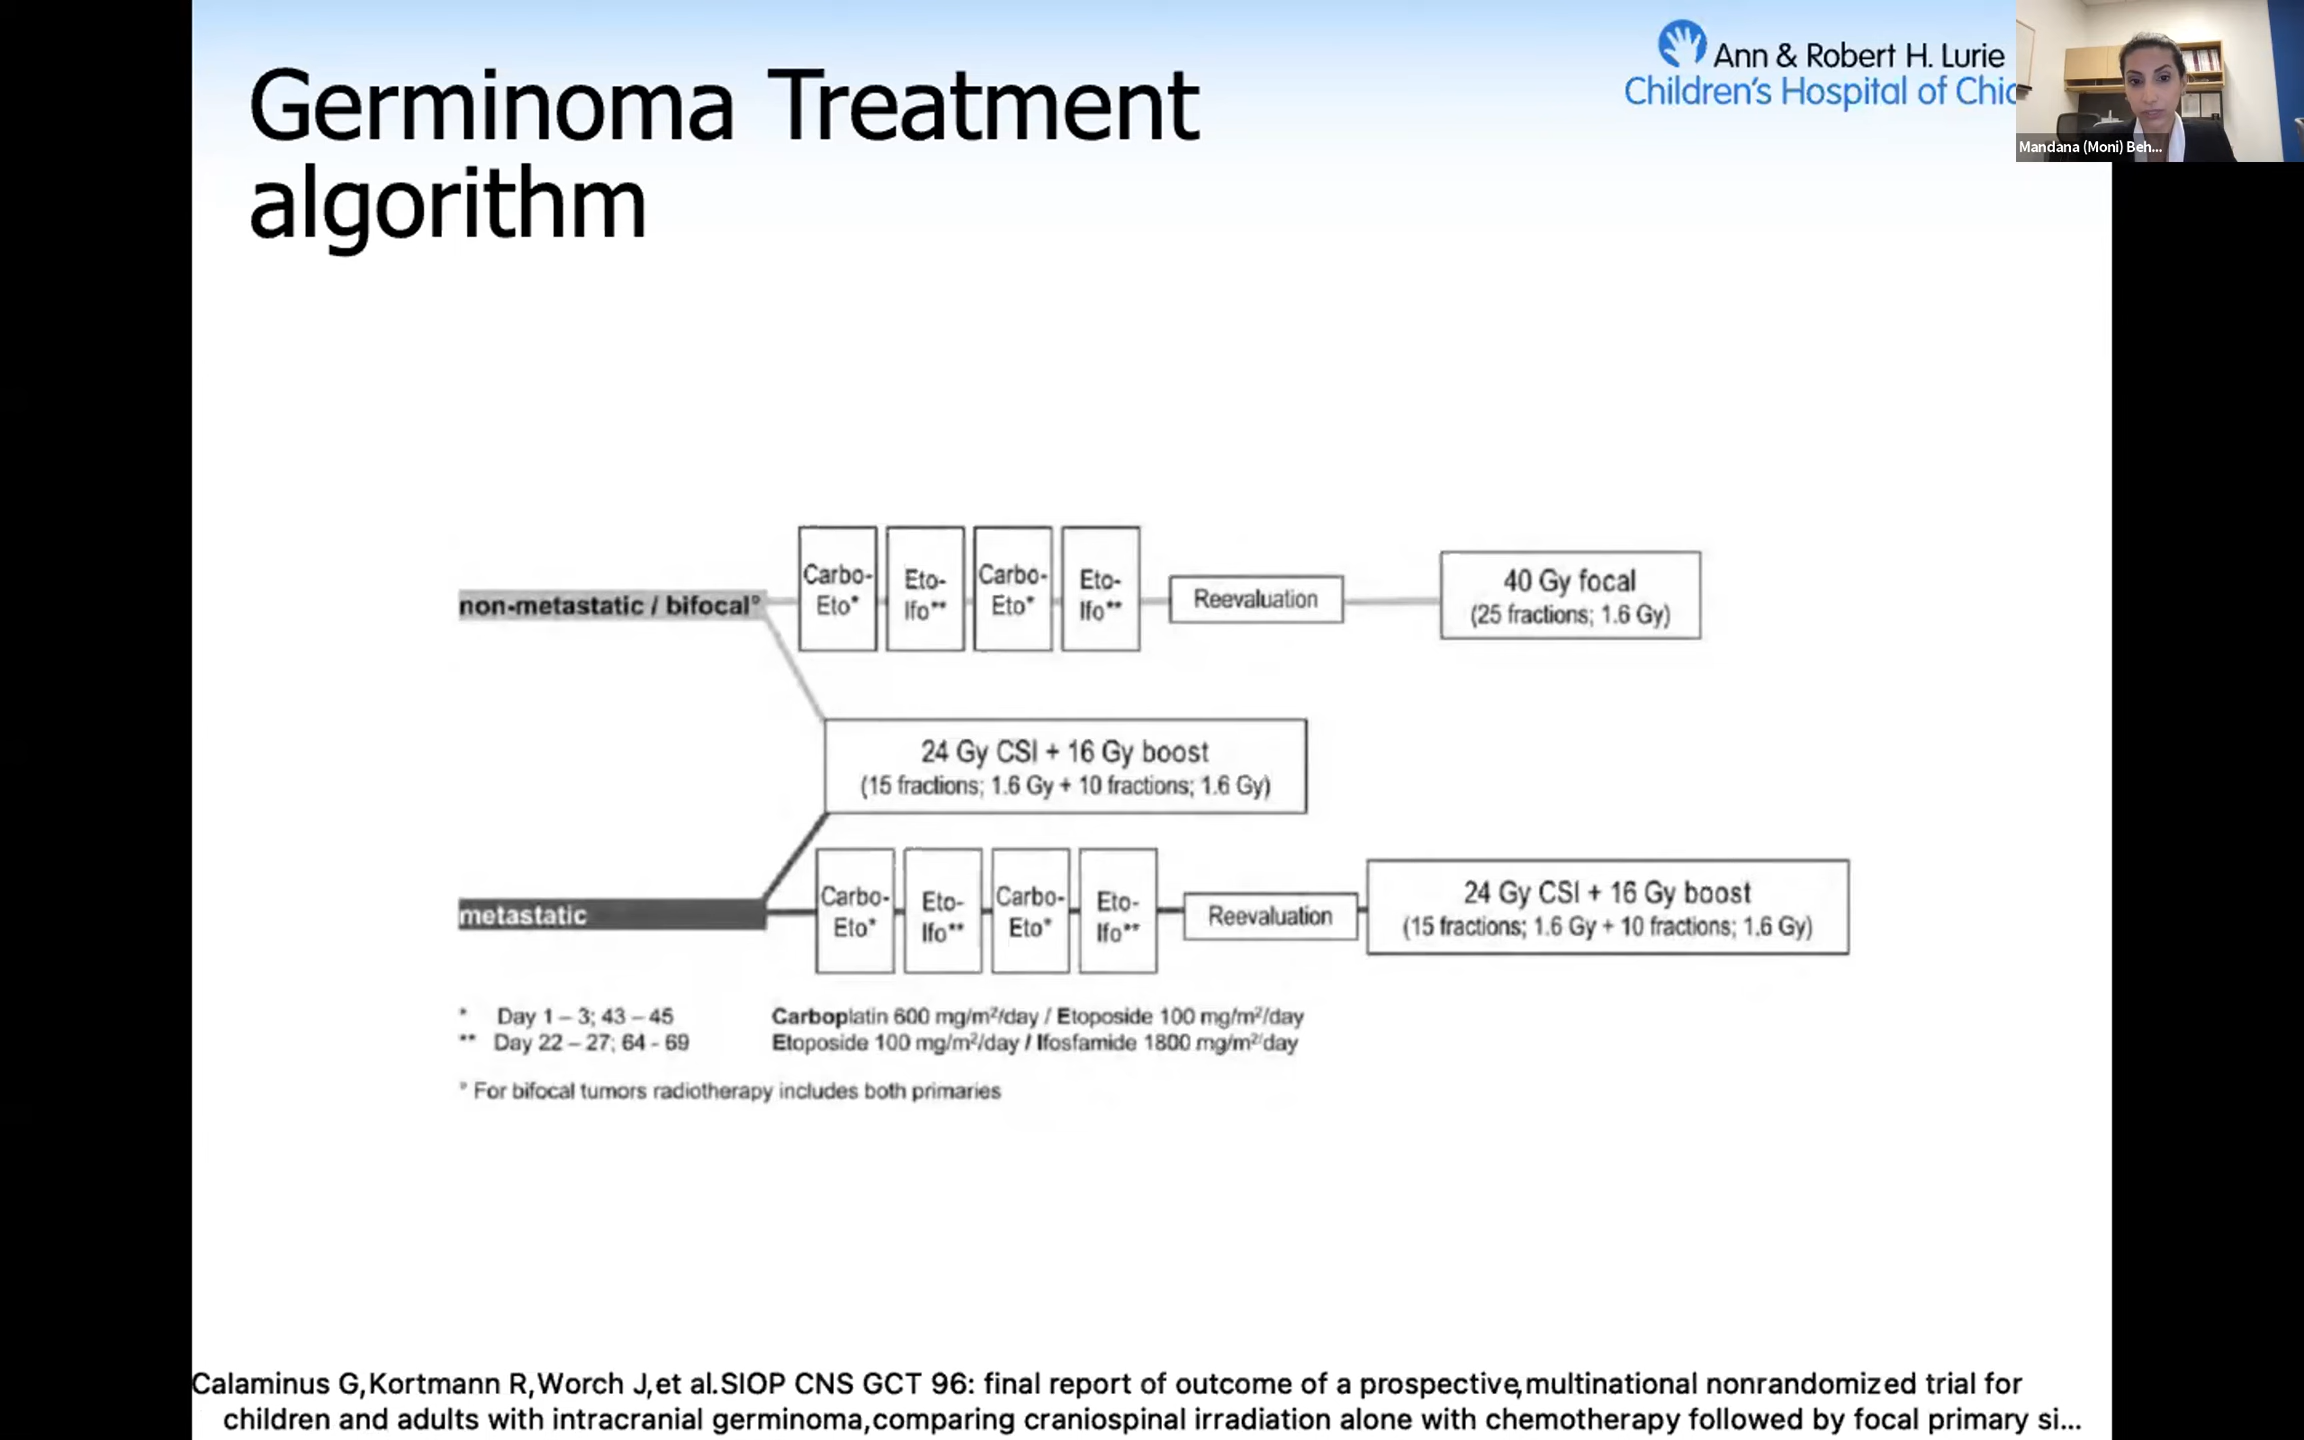 Germinoma Treatment
algorithm
Ann & Robert H. Lurie
Children's Hospital of Chic
Mandana (Moni) Beh...
non-metastatic / bifocal°
Carbo-
Eto*
Eto-
Ifo**
Carbo-
Eto*
Eto-
Ifo**
Reevaluation
40 Gy focal
(25 fractions; 1.6 Gy)
24 Gy CSI + 16 Gy boost
(15 fractions; 1.6 Gy + 10 fractions; 1.6 Gy)
metastatic
Carbo-
Eto*
Eto-
Ifo**
Carbo-
Eto*
Eto-
Ifo**
Reevaluation
24 Gy CSI + 16 Gy boost
(15 fractions; 1.6 Gy + 10 fractions; 1.6 Gy)
* Day 1 – 3; 43 – 45 Carboplatin 600 mg/m²/day / Etoposide 100 mg/m²/day
** Day 22 – 27; 64 - 69 Etoposide 100 mg/m²/day / Ifosfamide 1800 mg/m²/day
° For bifocal tumors radiotherapy includes both primaries
Calaminus G,Kortmann R,Worch J,et al.SIOP CNS GCT 96: final report of outcome of a prospective,multinational nonrandomized trial for
children and adults with intracranial germinoma,comparing craniospinal irradiation alone with chemotherapy followed by focal primary si...